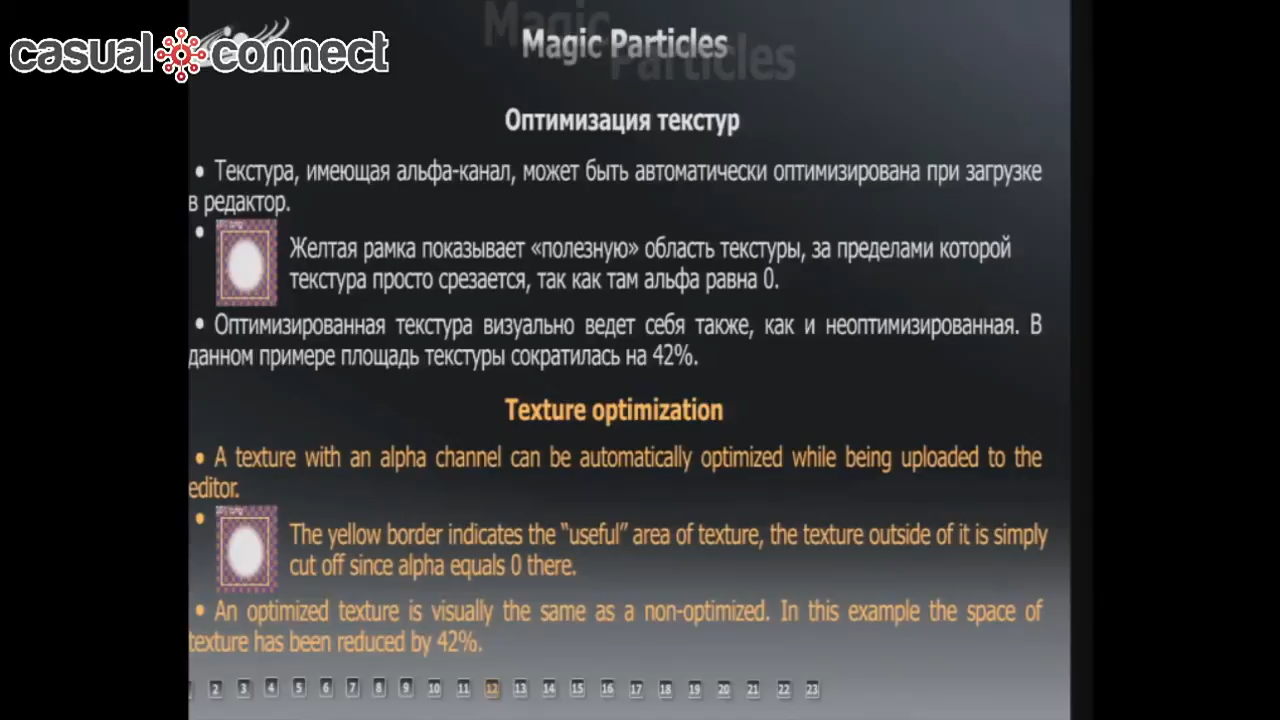 casual connect
Magic Particles
Magic
Particles
Оптимизация текстур
• Текстура, имеющая альфа-канал, может быть автоматически оптимизирована при загрузке
в редактор.
• Желтая рамка показывает «полезную» область текстуры, за пределами которой
текстура просто срезается, так как там альфа равна 0.
• Оптимизированная текстура визуально ведет себя также, как и неоптимизированная. В
данном примере площадь текстуры сократилась на 42%.
Texture optimization
• A texture with an alpha channel can be automatically optimized while being uploaded to the
editor.
• The yellow border indicates the “useful” area of texture, the texture outside of it is simply
cut off since alpha equals 0 there.
• An optimized texture is visually the same as a non-optimized. In this example the space of
texture has been reduced by 42%.
2 3 4 5 6 7 8 9 10 11 12 13 14 15 16 17 18 19 20 21 22 23